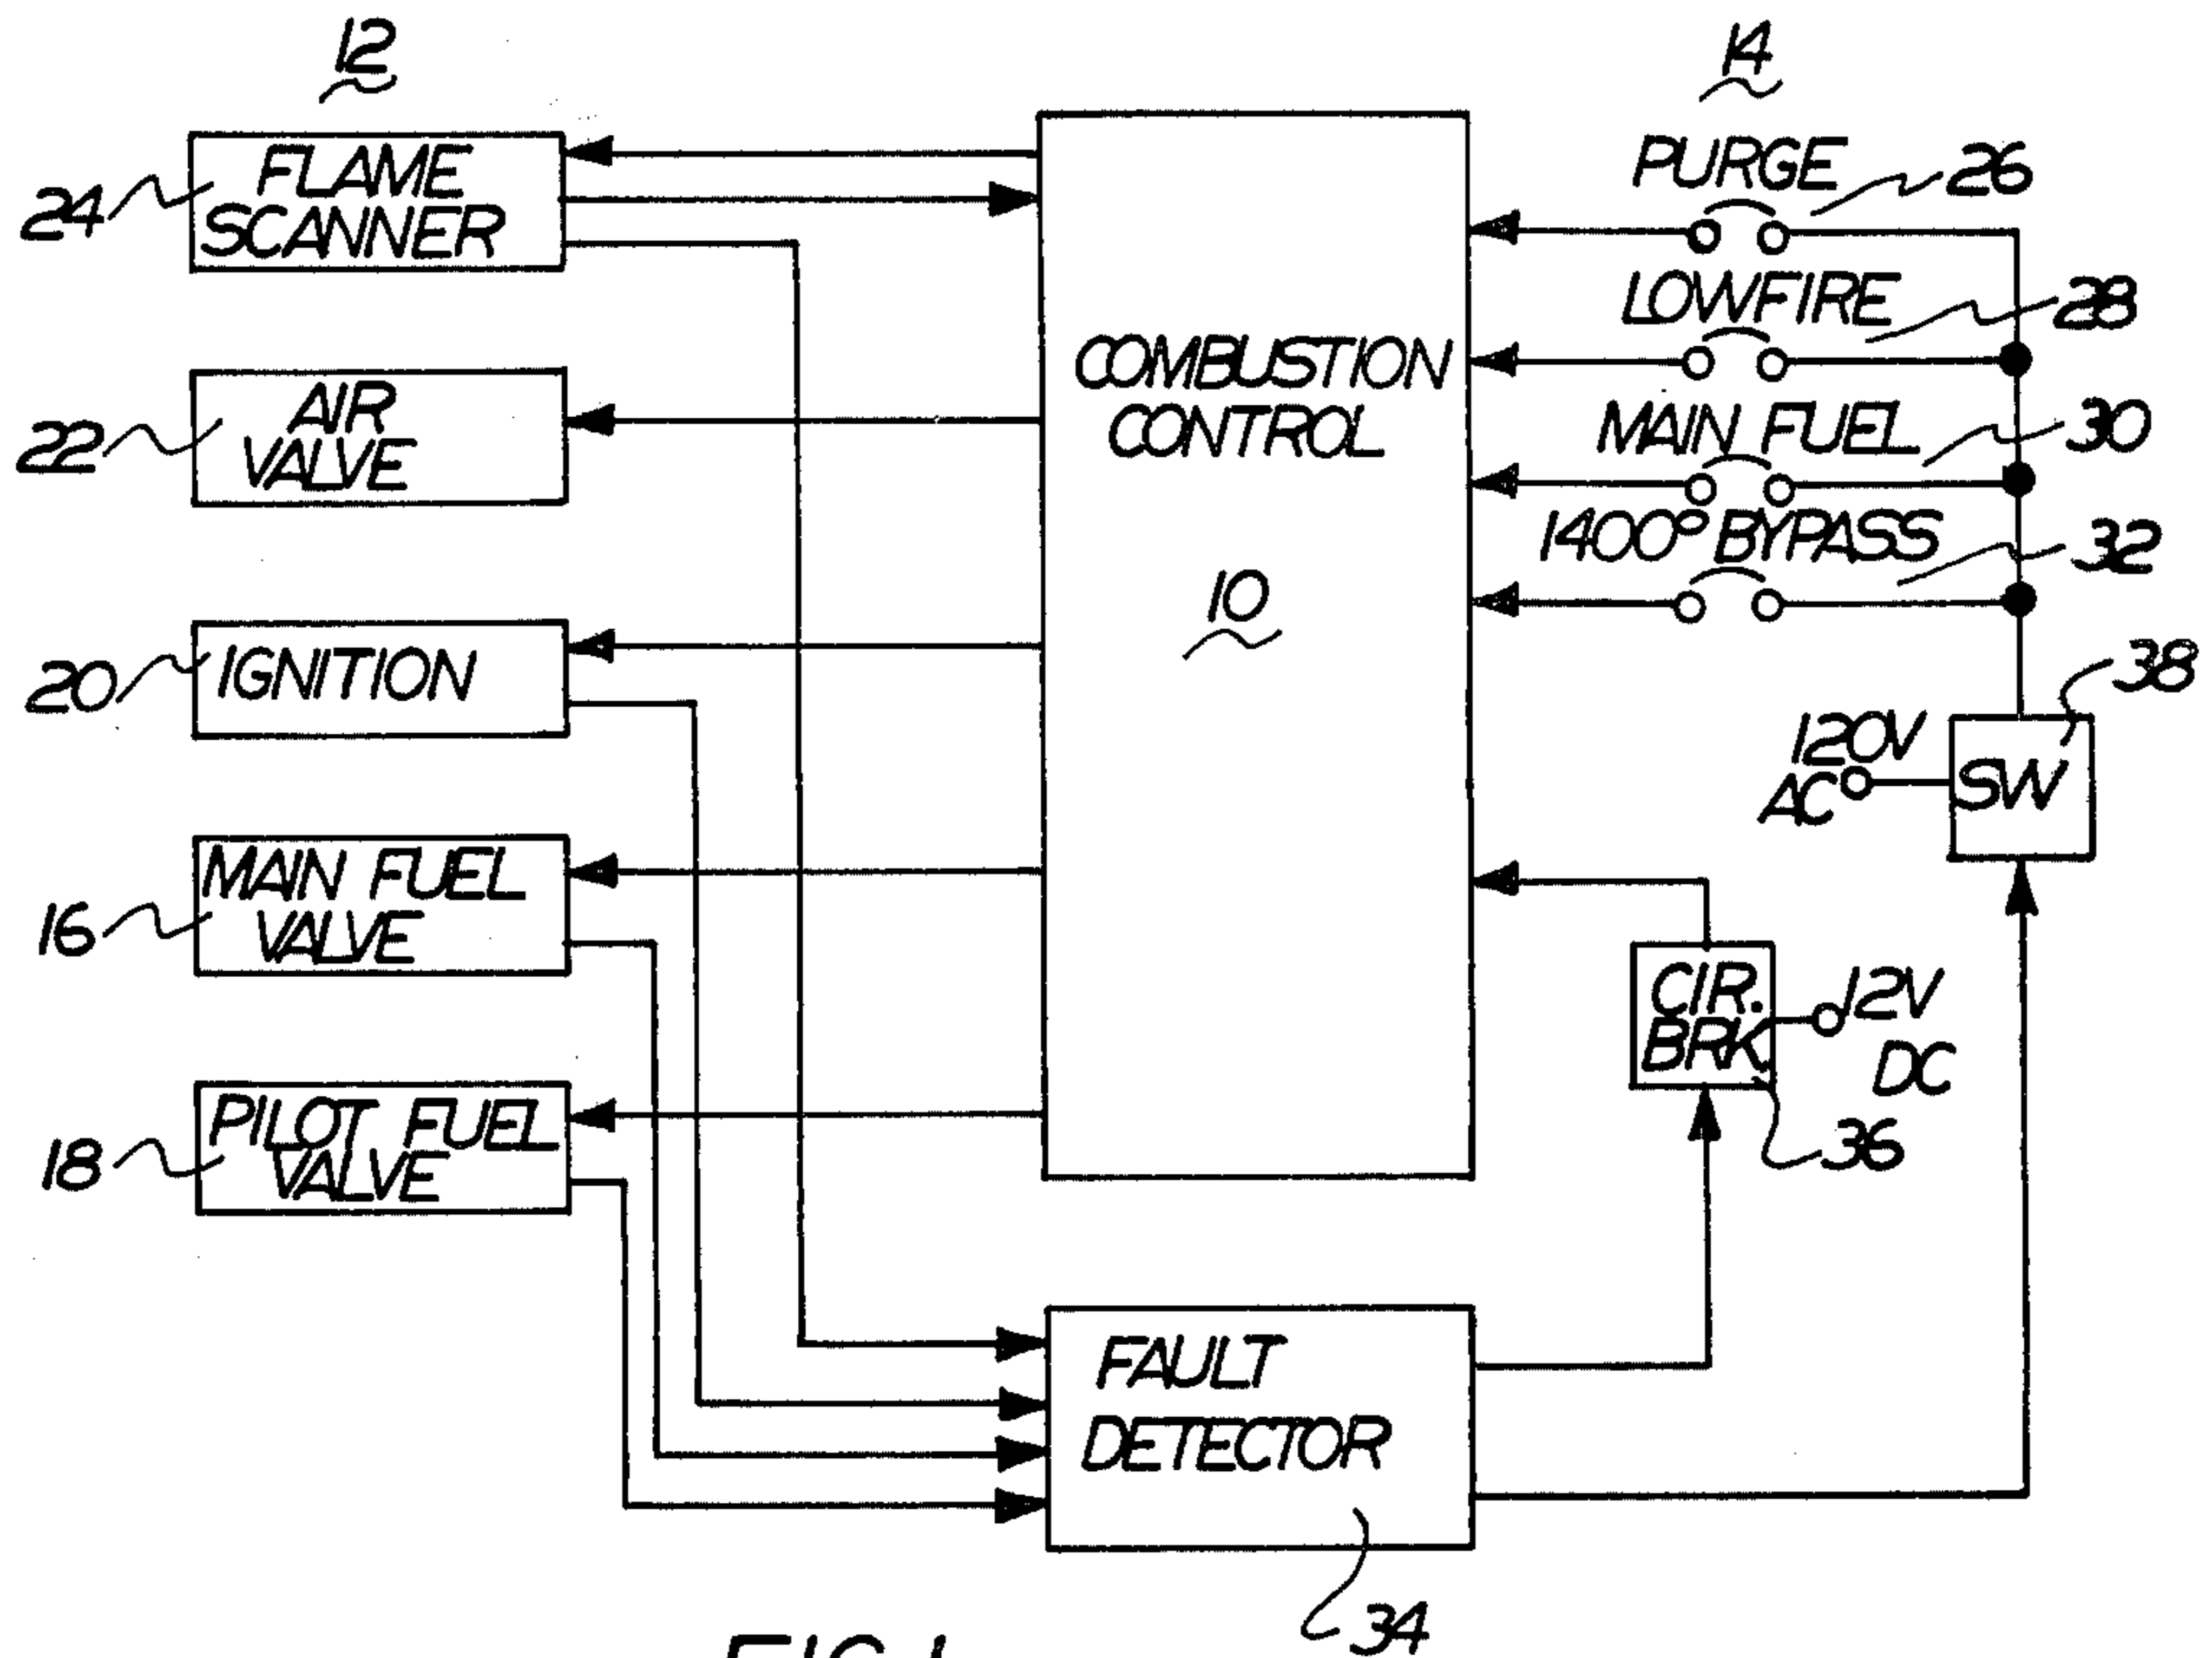 12
14
FLAME
SCANNER
24
PURGE
26
LOWFIRE
28
AIR
VALVE
22
COMBUSTION
CONTROL
10
MAIN FUEL
30
1400° BYPASS
32
IGNITION
20
38
120V
AC
SW
MAIN FUEL
VALVE
16
CIR.
BRK
12V
DC
36
PILOT FUEL
VALVE
18
FAULT
DETECTOR
34
FIG. 1